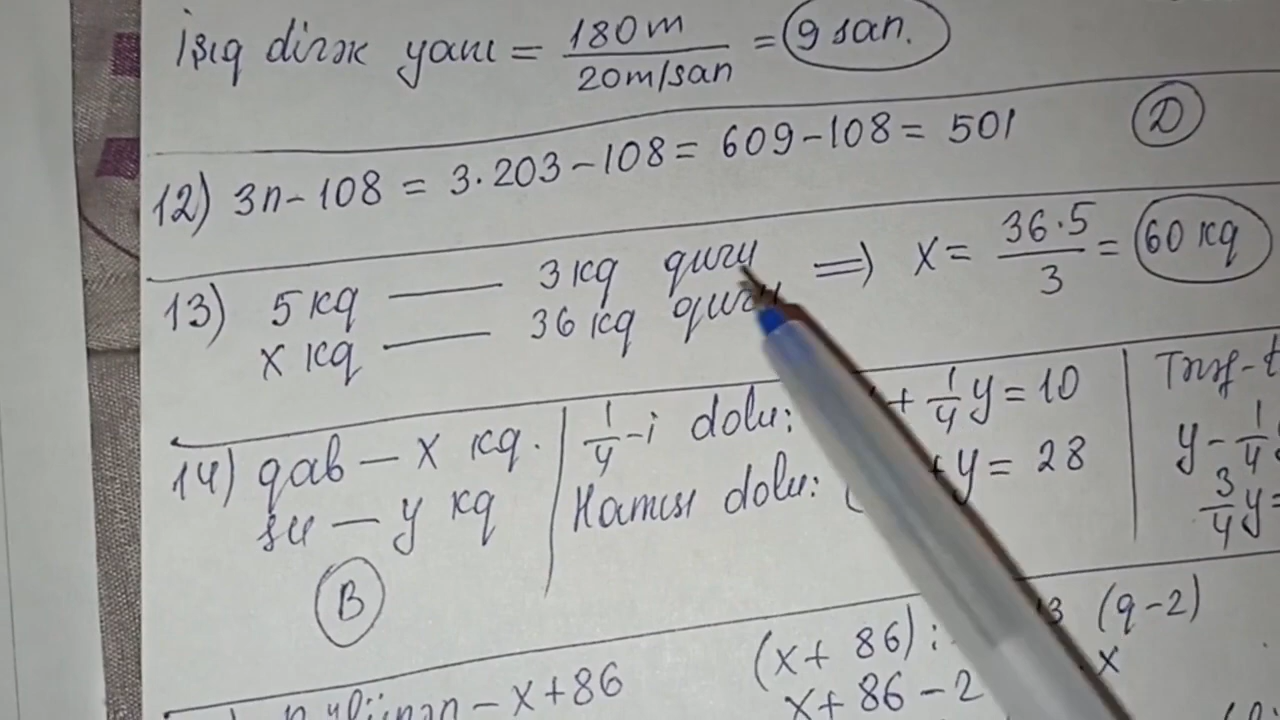 İşıq dirək yanı = 180m / 20m/san = 9 san.
12) 3n - 108 = 3·203 - 108 = 609 - 108 = 501 D
13) 5 kq — 3 kq quru ⟹ x = 36·5 / 3 = 60 kq
x kq — 36 kq quru
14) qab — x kq. 1/4-i dolu: + 1/4 y = 10
su — y kq Hamısı dolu: + y = 28
y - 1/4
3/4 y =
B
(x + 86) : (q-2)
- x + 86 x + 86 - 2 x